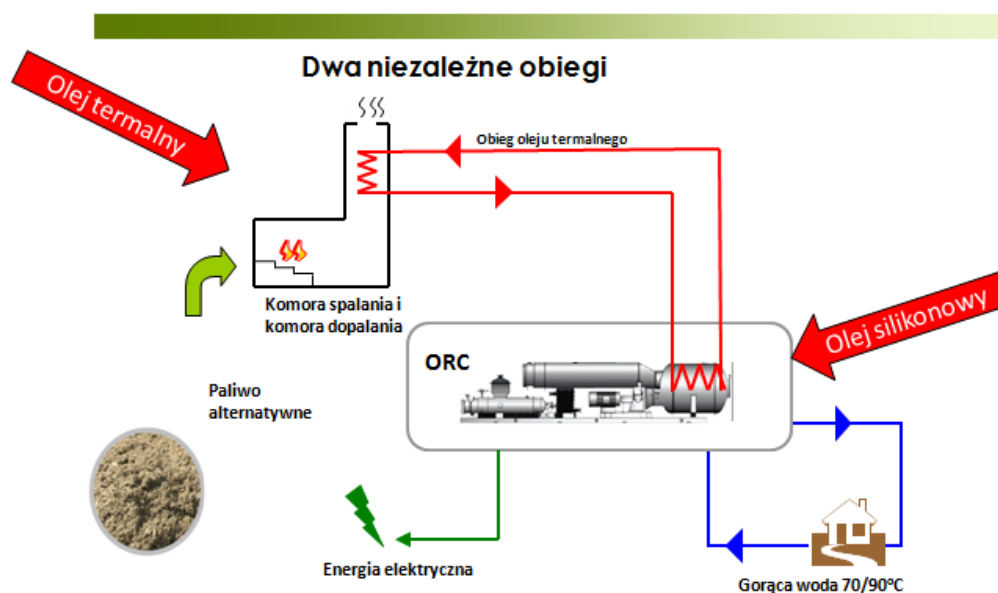 Dwa niezależne obiegi
Olej termalny
Obieg oleju termalnego
Komora spalania i
komora dopalania
Olej silikonowy
ORC
Paliwo
alternatywne
Energia elektryczna
Gorąca woda 70/90°C